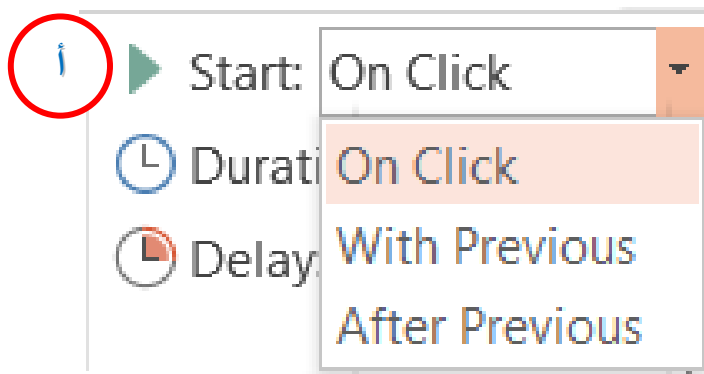 أ
Start: On Click
Durati On Click
With Previous
Delay
After Previous